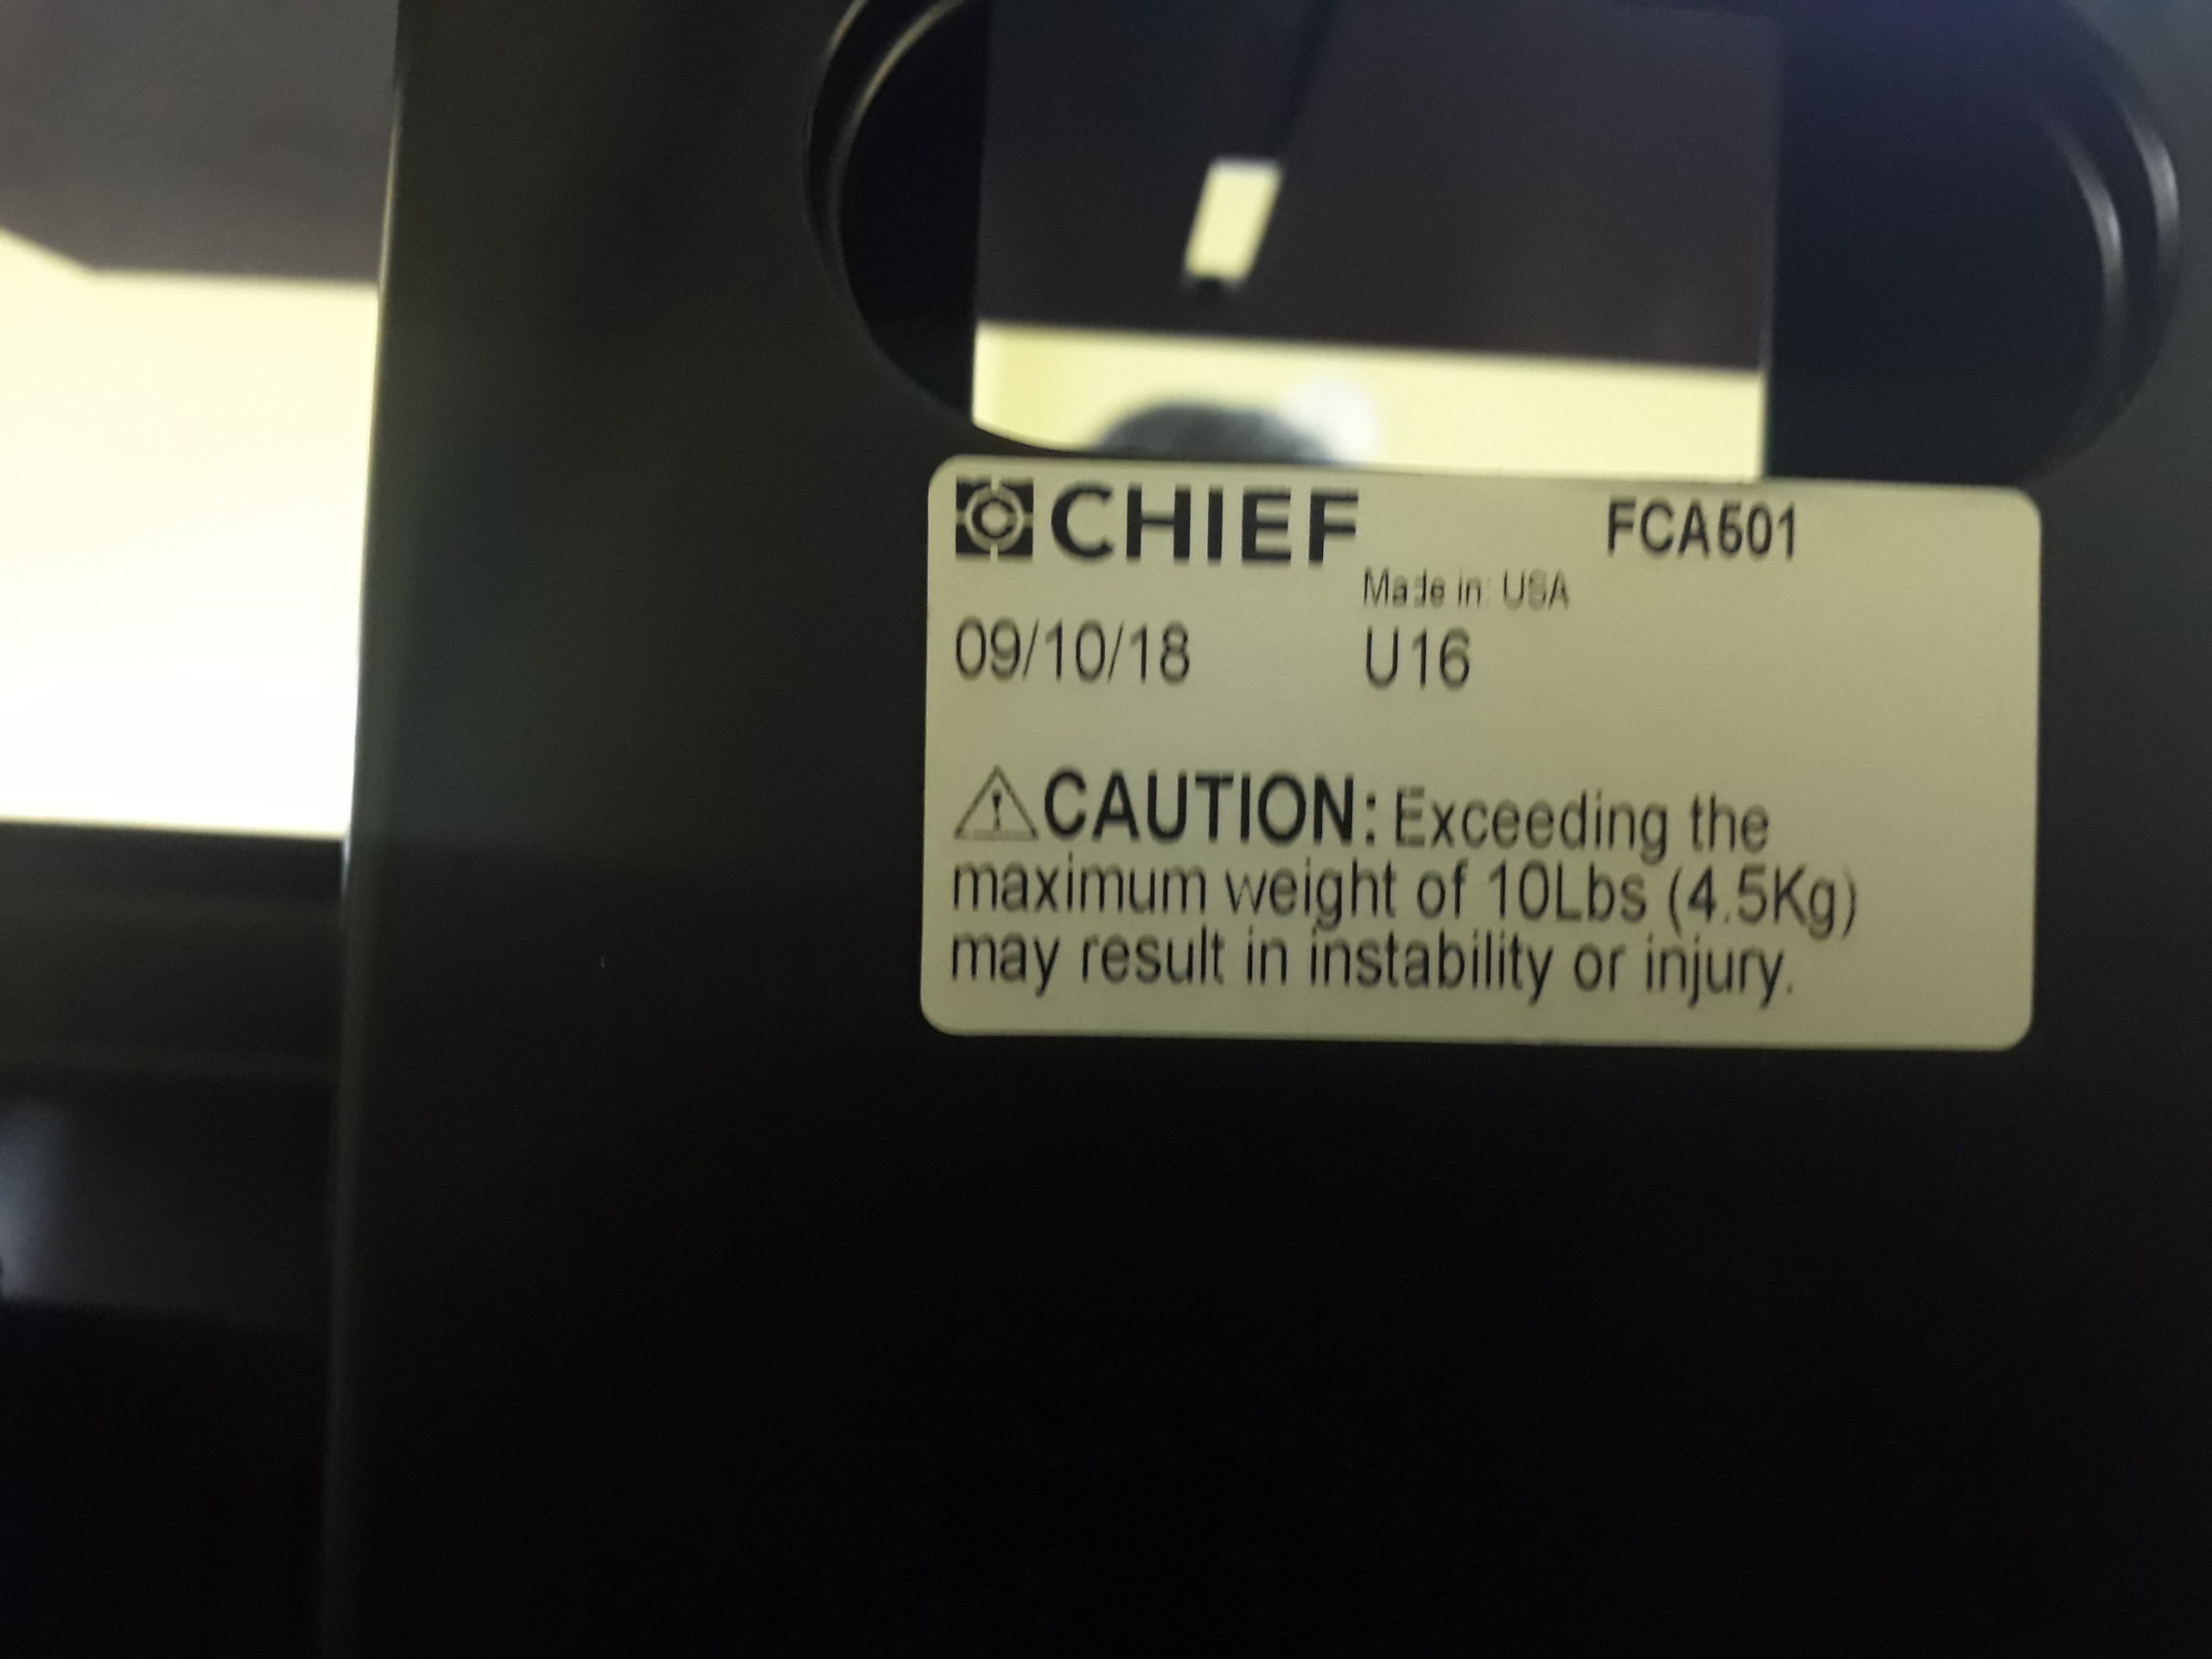 CHIEF FCA601
Made in: USA
09/10/18 U16
CAUTION: Exceeding the
maximum weight of 10Lbs (4.5Kg)
may result in instability or injury.